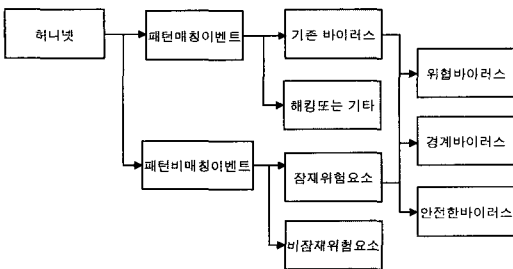 허니넷
패턴매칭이벤트
기존 바이러스
위협바이러스
해킹또는 기타
경계바이러스
패턴비매칭이벤트
잠재위험요소
안전한바이러스
비잠재위험요소